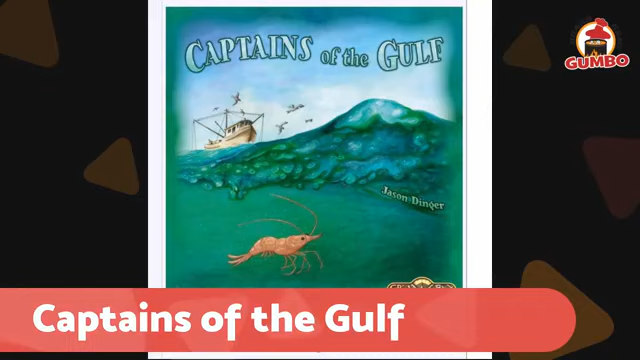 CAPTAINS of the GULF
GUMBO
Jason Dinger
Captains of the Gulf